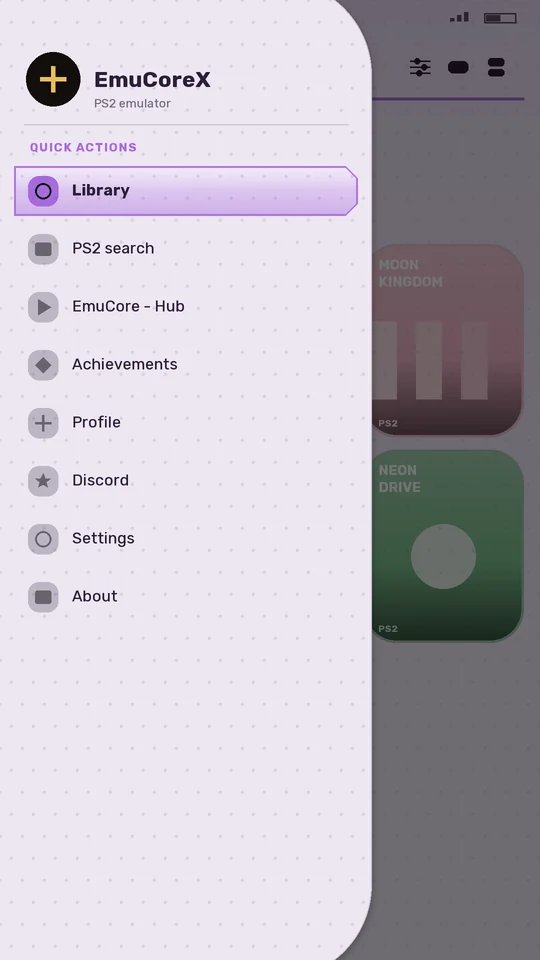 EmuCoreX
PS2 emulator
QUICK ACTIONS
Library
PS2 search
EmuCore - Hub
Achievements
Profile
Discord
Settings
About
MOON
KINGDOM
PS2
NEON
DRIVE
PS2